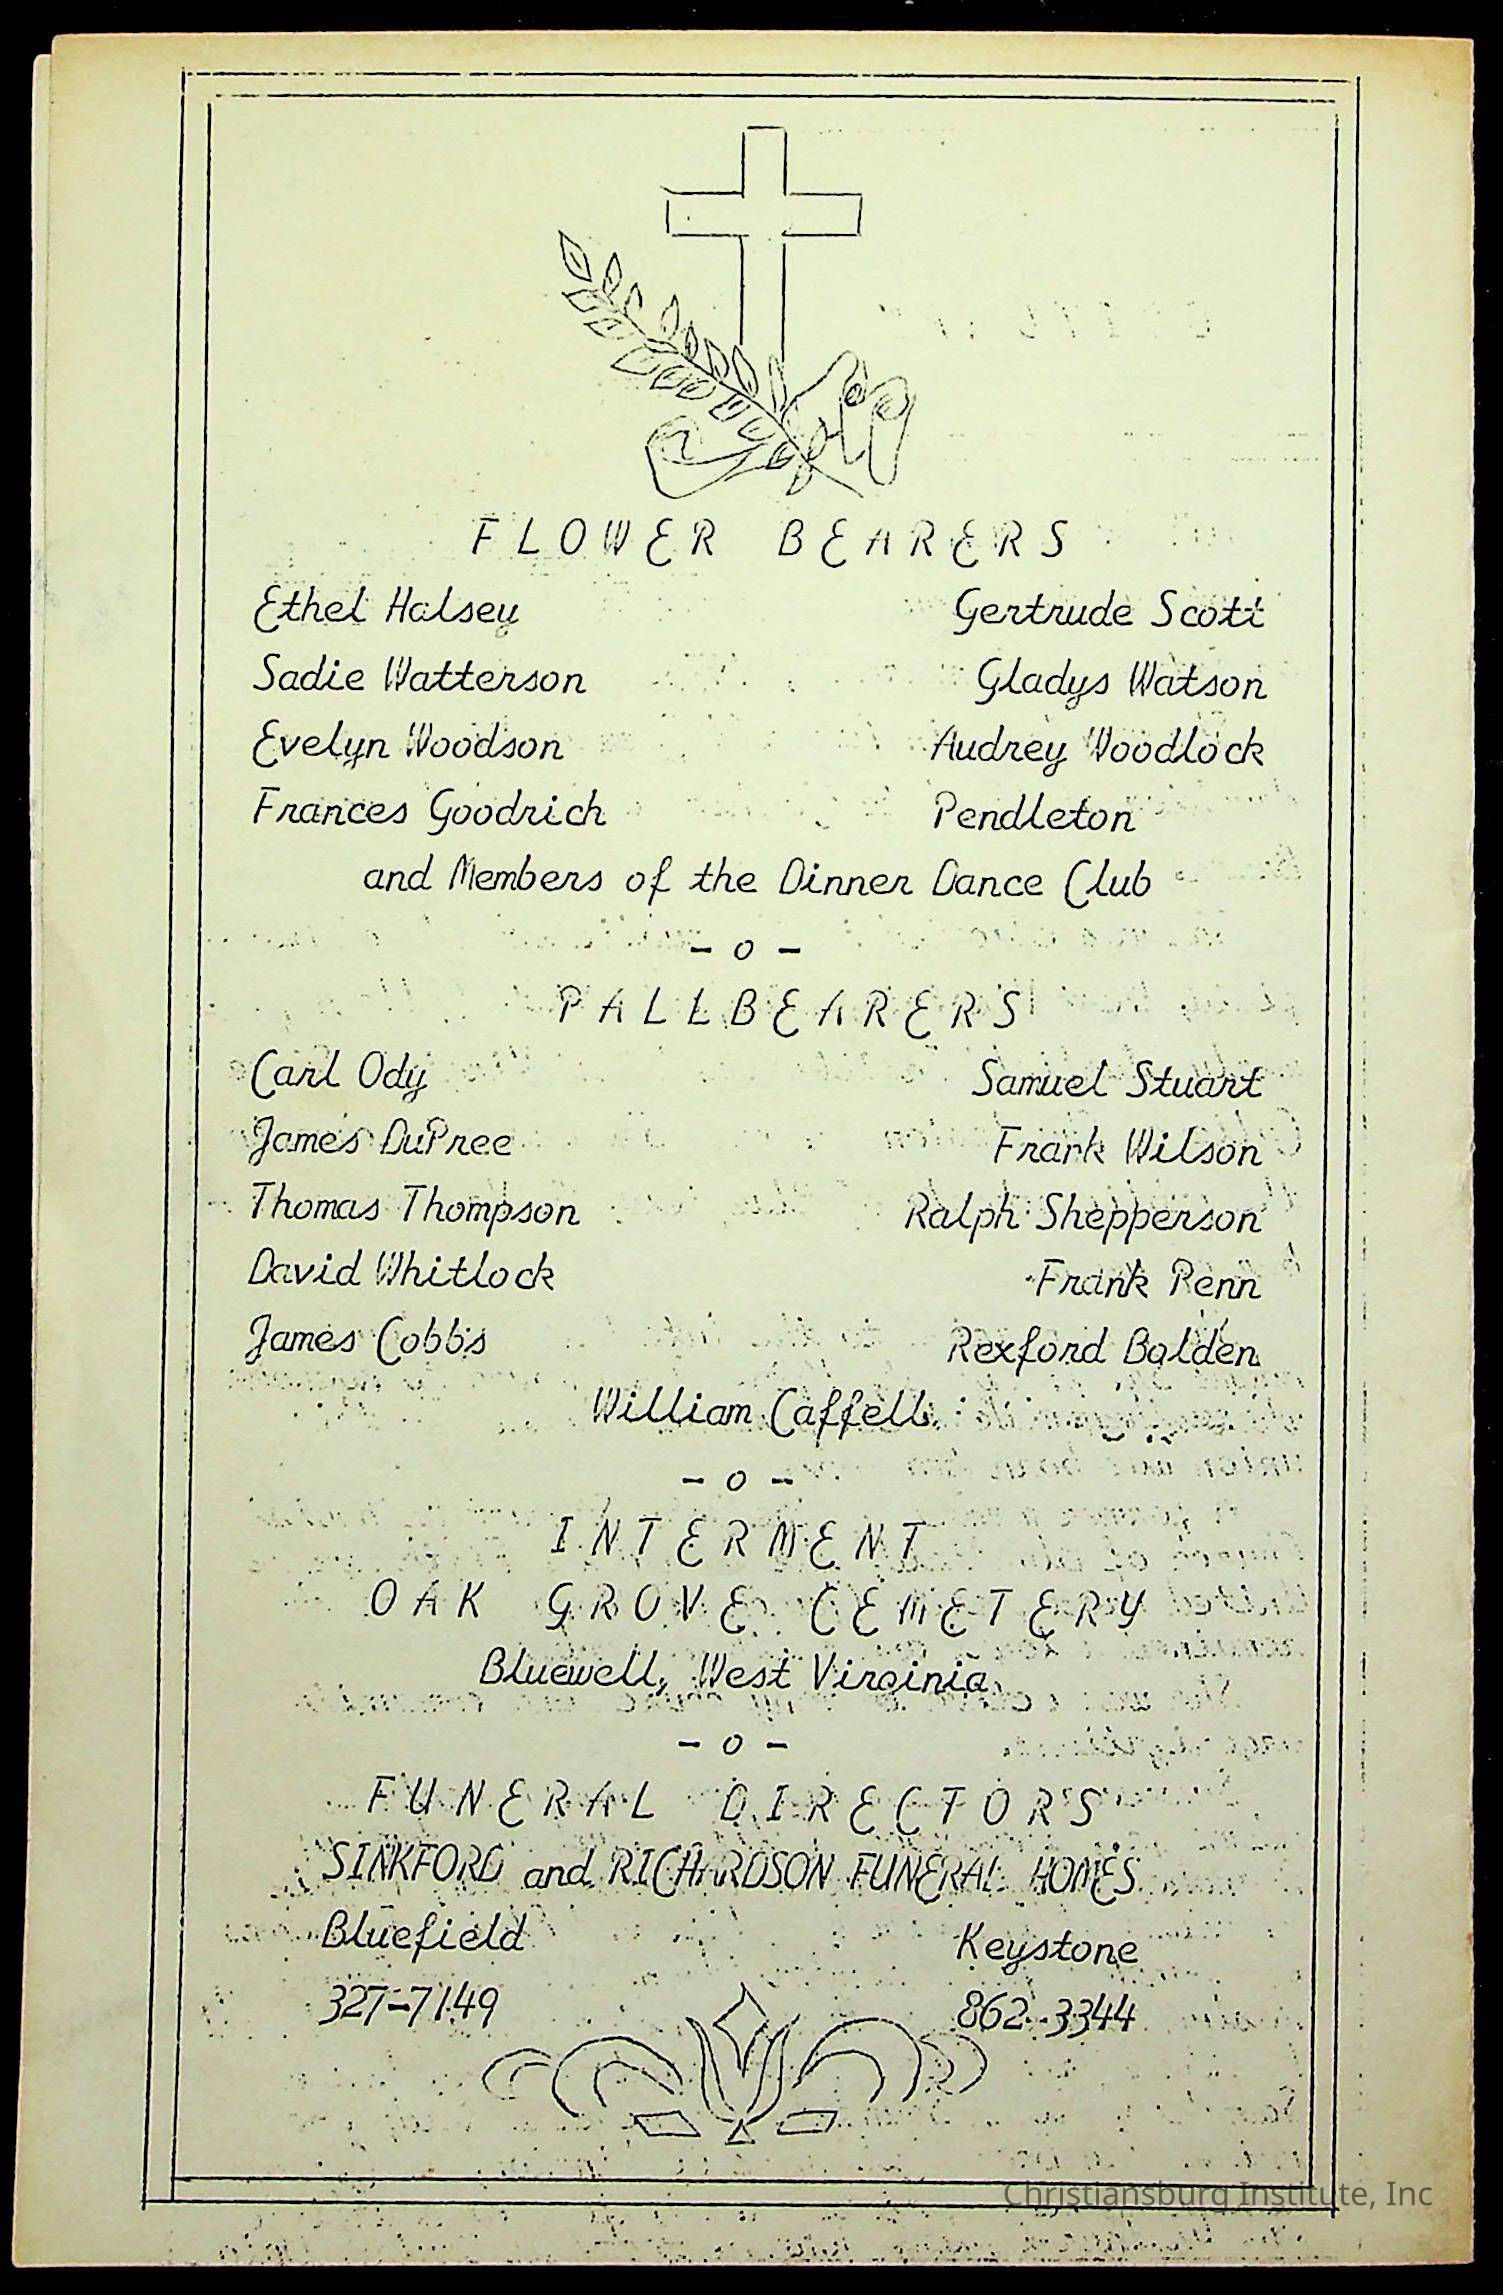 FLOWER BEARERS
Ethel Halsey Gertrude Scott
Sadie Watterson Gladys Watson
Evelyn Woodson Audrey Woodlock
Frances Goodrich Pendleton
and Members of the Dinner Dance Club
- o -
PALLBEARERS
Carl Ody Samuel Stuart
James DuPree Frank Wilson
Thomas Thompson Ralph Shepperson
David Whitlock Frank Penn
James Cobbs Rexford Bolden
William Caffell
- o -
INTERMENT
OAK GROVE CEMETERY
Bluewell, West Virginia
- o -
FUNERAL DIRECTORS
SINKFORD and RICHARDSON FUNERAL HOMES
Bluefield Keystone
327-7149 862-3344
Christiansburg Institute, Inc